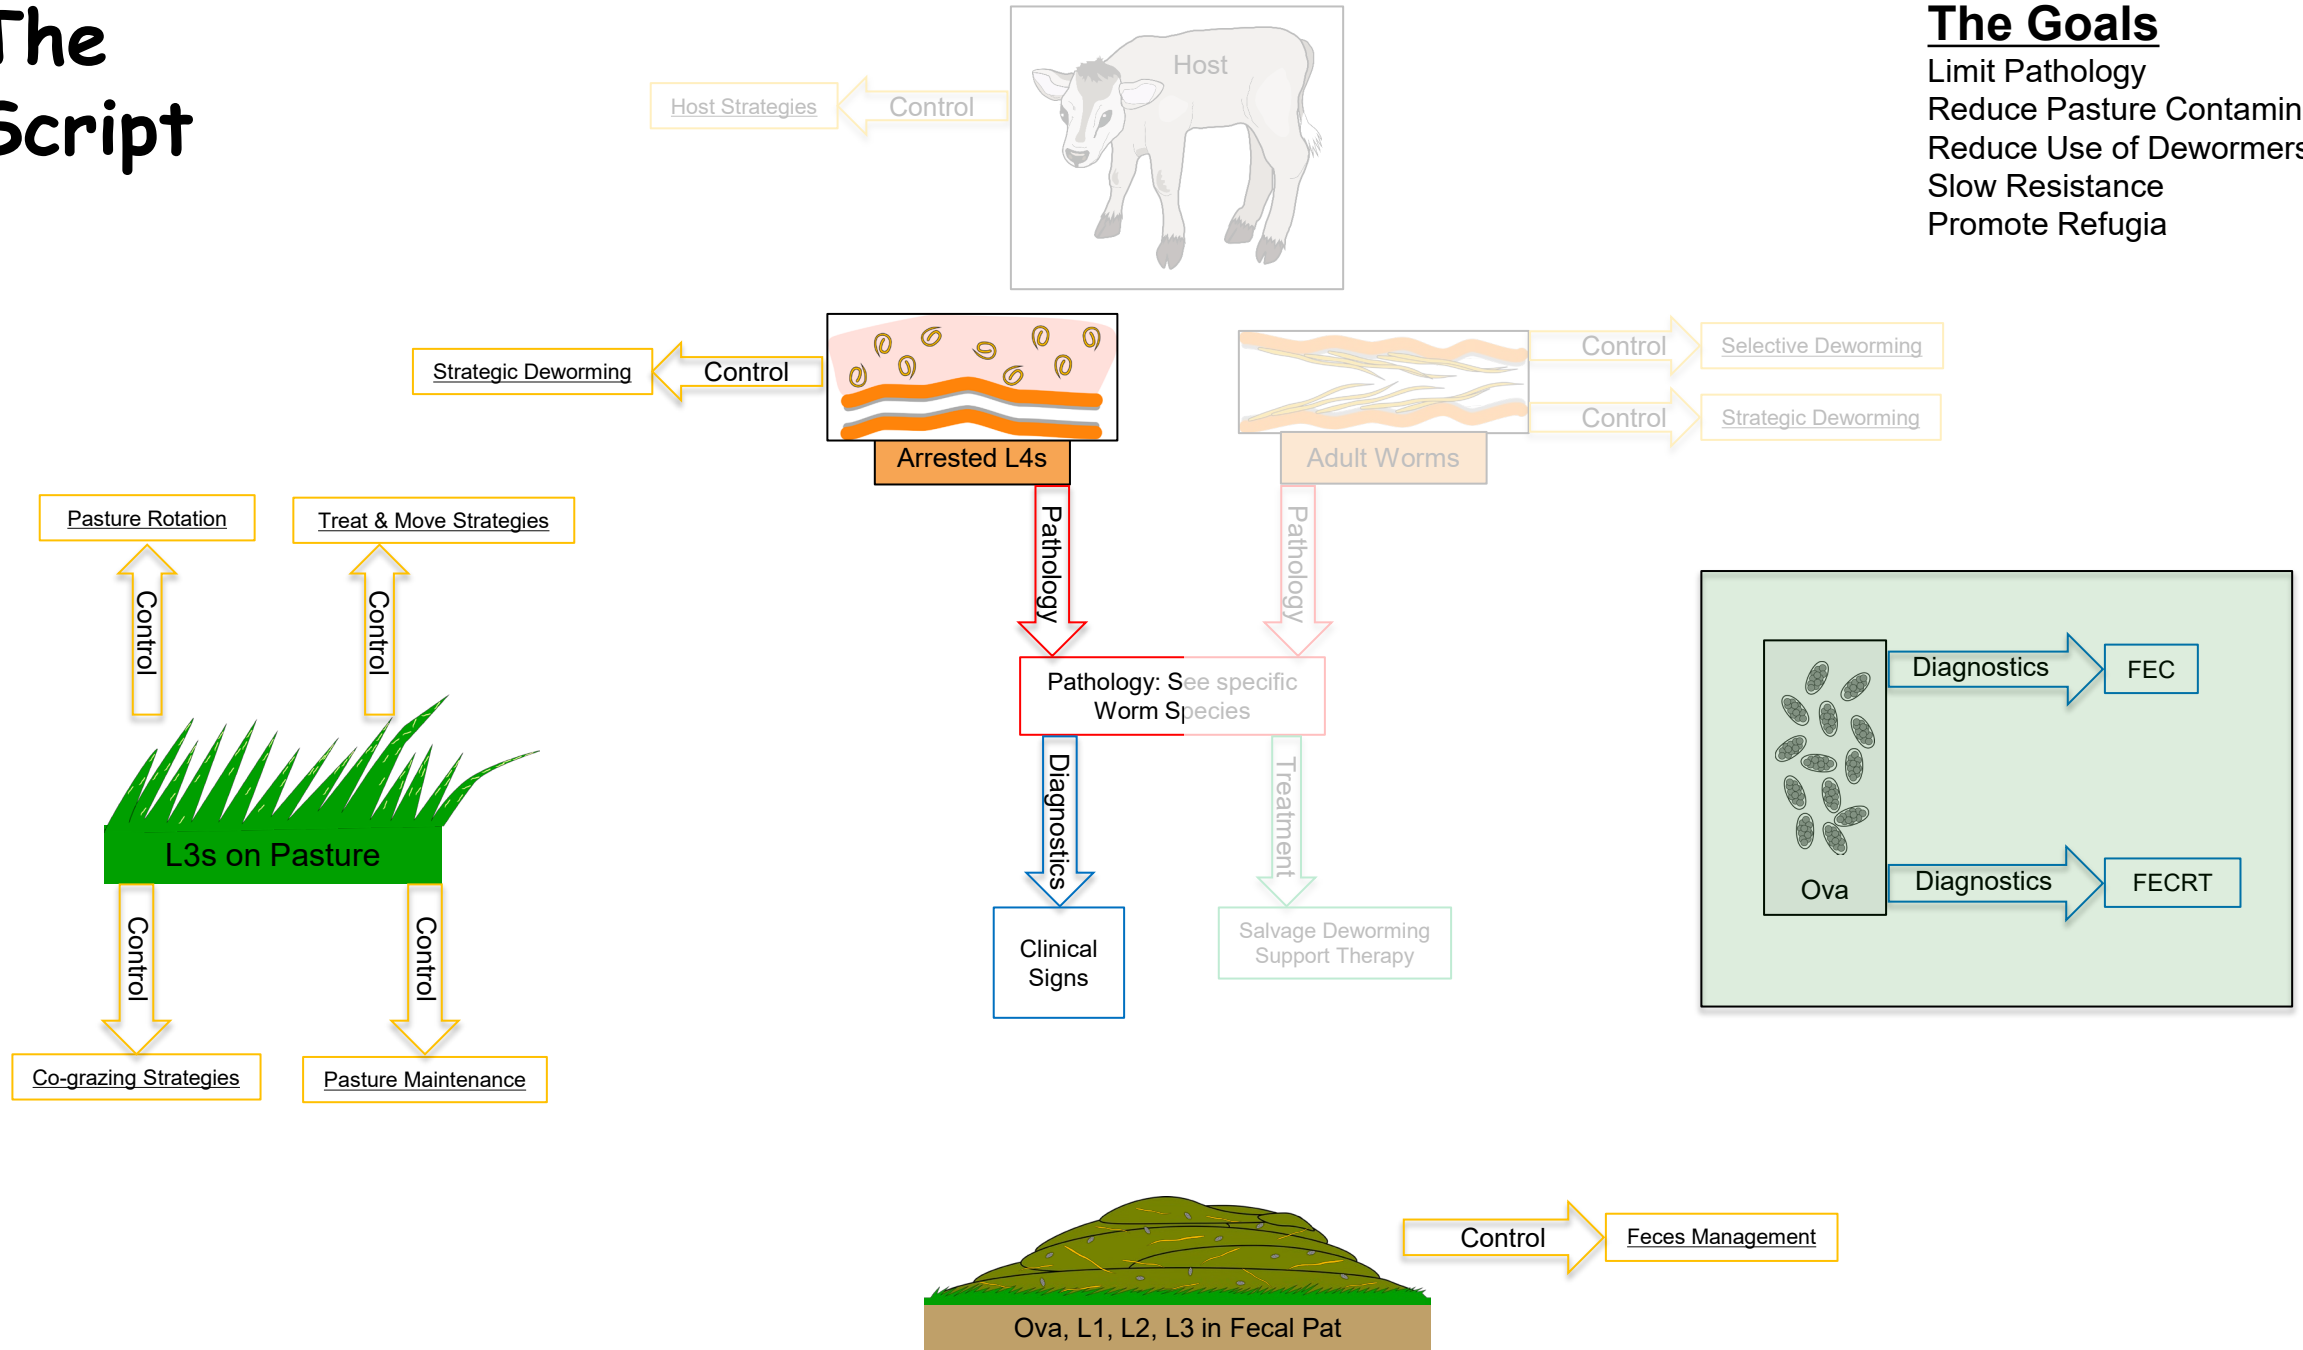 The
Script
The Goals
Limit Pathology
Reduce Pasture Contamin
Reduce Use of Dewormers
Slow Resistance
Promote Refugia
Host
Control
Host Strategies
Control
Strategic Deworming
Arrested L4s
Control
Selective Deworming
Control
Strategic Deworming
Adult Worms
Pasture Rotation
Treat & Move Strategies
Control
Control
L3s on Pasture
Control
Control
Co-grazing Strategies
Pasture Maintenance
Pathology
Pathology
Pathology: See specific
Worm Species
Diagnostics
Treatment
Clinical
Signs
Salvage Deworming
Support Therapy
Ova
Diagnostics
FEC
Diagnostics
FECRT
Control
Feces Management
Ova, L1, L2, L3 in Fecal Pat